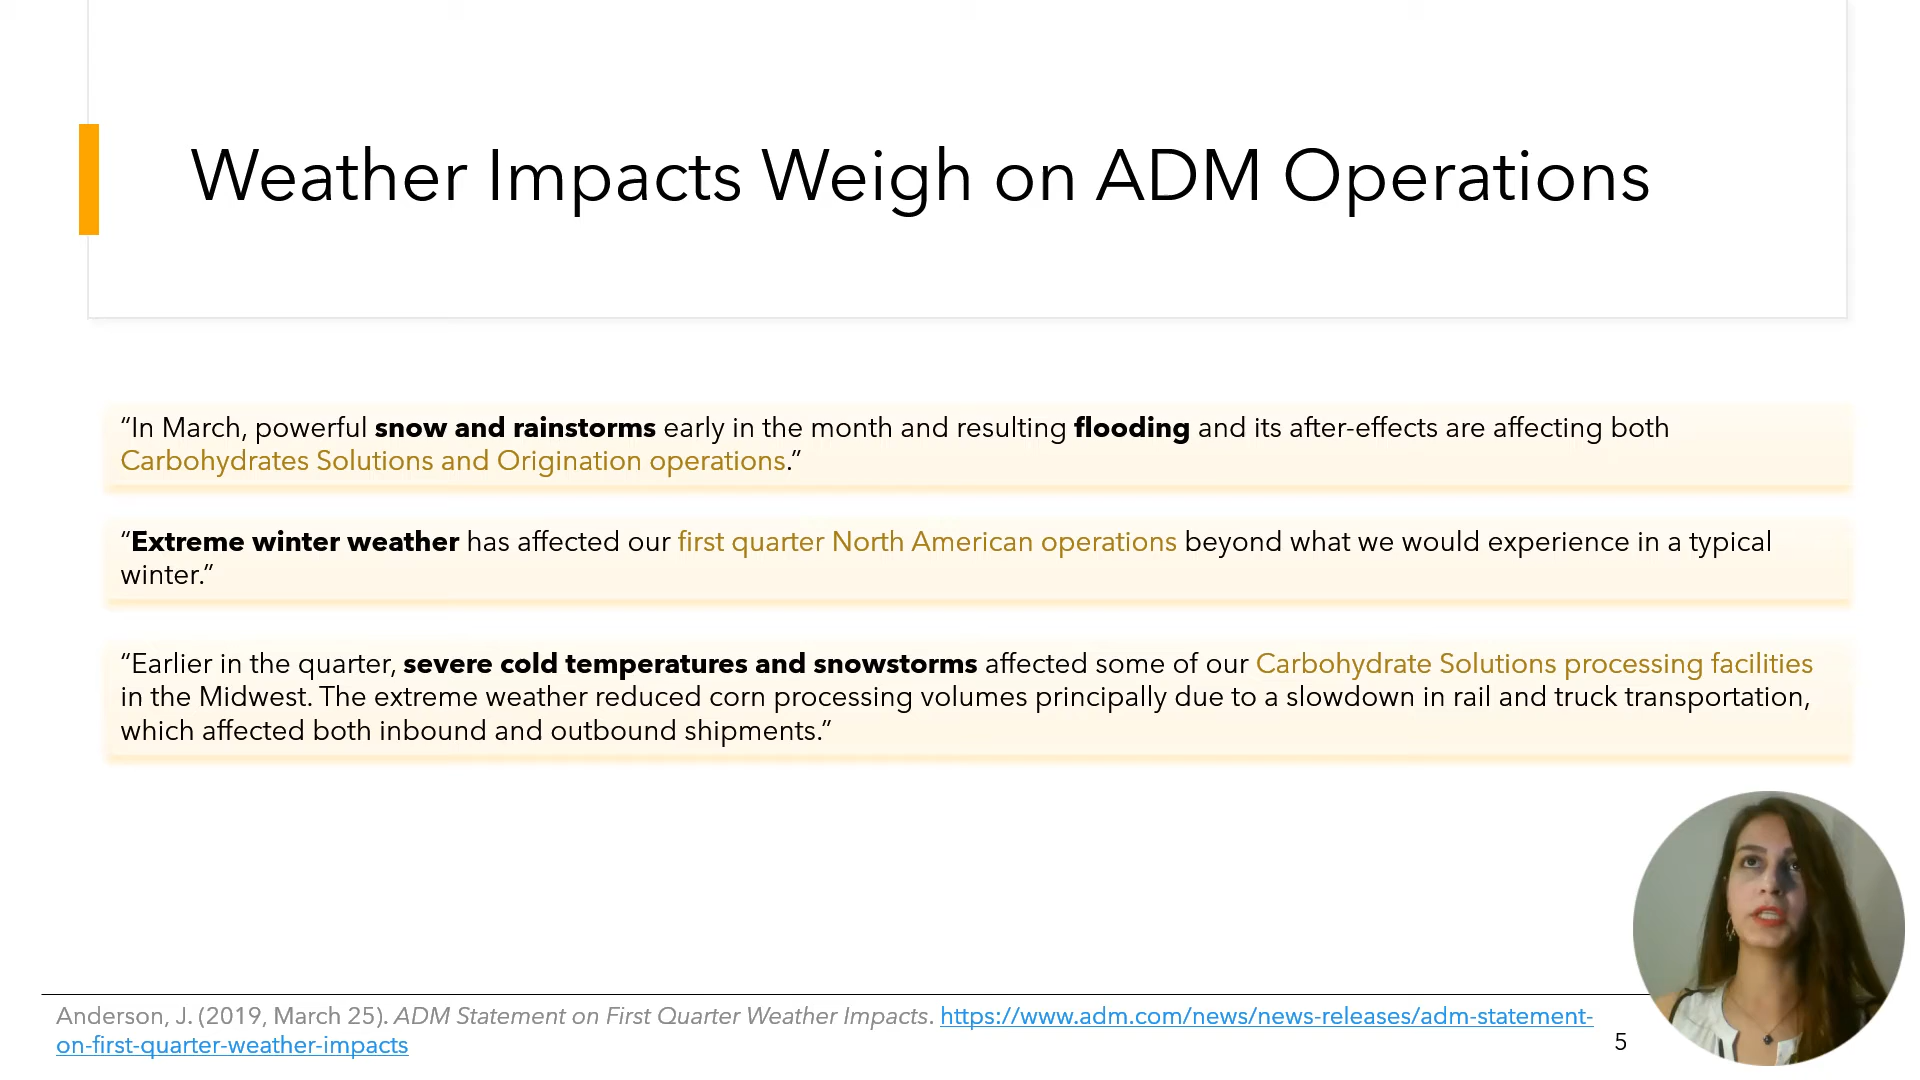 Weather Impacts Weigh on ADM Operations
“In March, powerful snow and rainstorms early in the month and resulting flooding and its after-effects are affecting both
Carbohydrates Solutions and Origination operations.”
“Extreme winter weather has affected our first quarter North American operations beyond what we would experience in a typical
winter.”
“Earlier in the quarter, severe cold temperatures and snowstorms affected some of our Carbohydrate Solutions processing facilities
in the Midwest. The extreme weather reduced corn processing volumes principally due to a slowdown in rail and truck transportation,
which affected both inbound and outbound shipments.”
Anderson, J. (2019, March 25). ADM Statement on First Quarter Weather Impacts. https://www.adm.com/news/news-releases/adm-statement-
on-first-quarter-weather-impacts
5